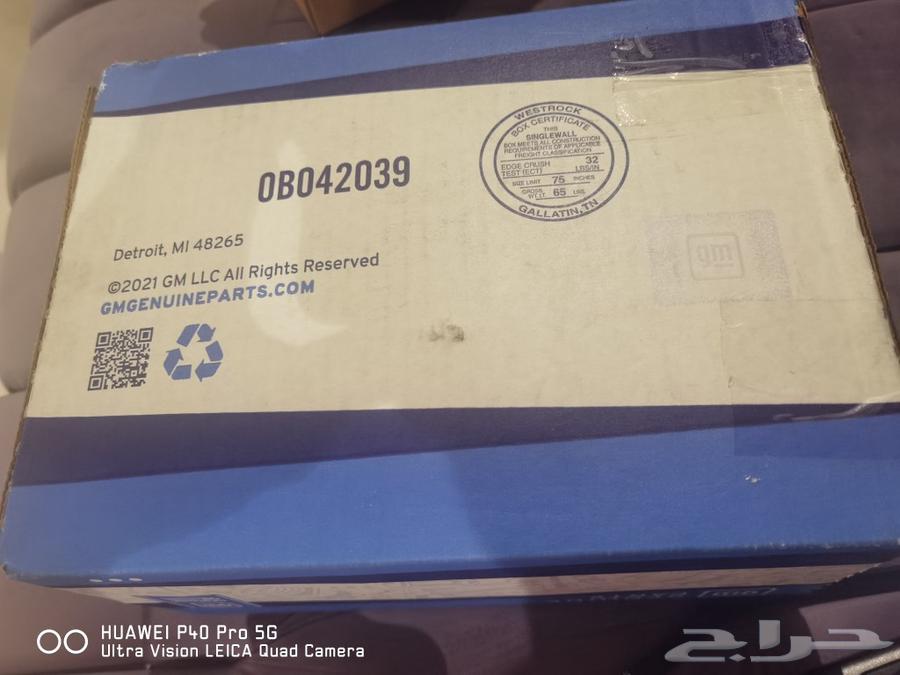 WESTROCK
BOX CERTIFICATE
THIS
SINGLEWALL
BOX MEETS ALL CONSTRUCTION
REQUIREMENTS OF APPLICABLE
FREIGHT CLASSIFICATION
EDGE CRUSH TEST (ECT) 32 LBS/IN
SIZE LIMIT 75 INCHES
GROSS WT LT. 65 LBS.
GALLATIN, TN
0B042039
gm
Detroit, MI 48265
©2021 GM LLC All Rights Reserved
GMGENUINEPARTS.COM
HUAWEI P40 Pro 5G
Ultra Vision LEICA Quad Camera
حراج